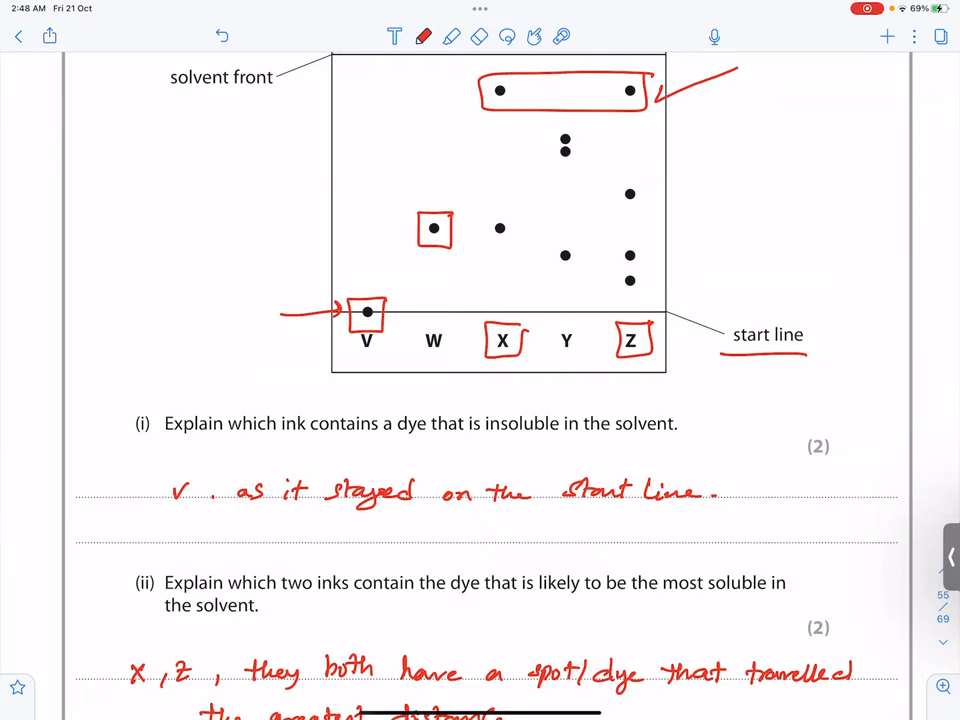 2:48 AM Fri 21 Oct
69%
T
solvent front
V W X Y Z
start line
(i) Explain which ink contains a dye that is insoluble in the solvent.
(2)
V . as it stayed on the start line.
(ii) Explain which two inks contain the dye that is likely to be the most soluble in
the solvent.
(2)
X , Z , they both have a spot/dye that travelled
the greatest distance
55
/
69